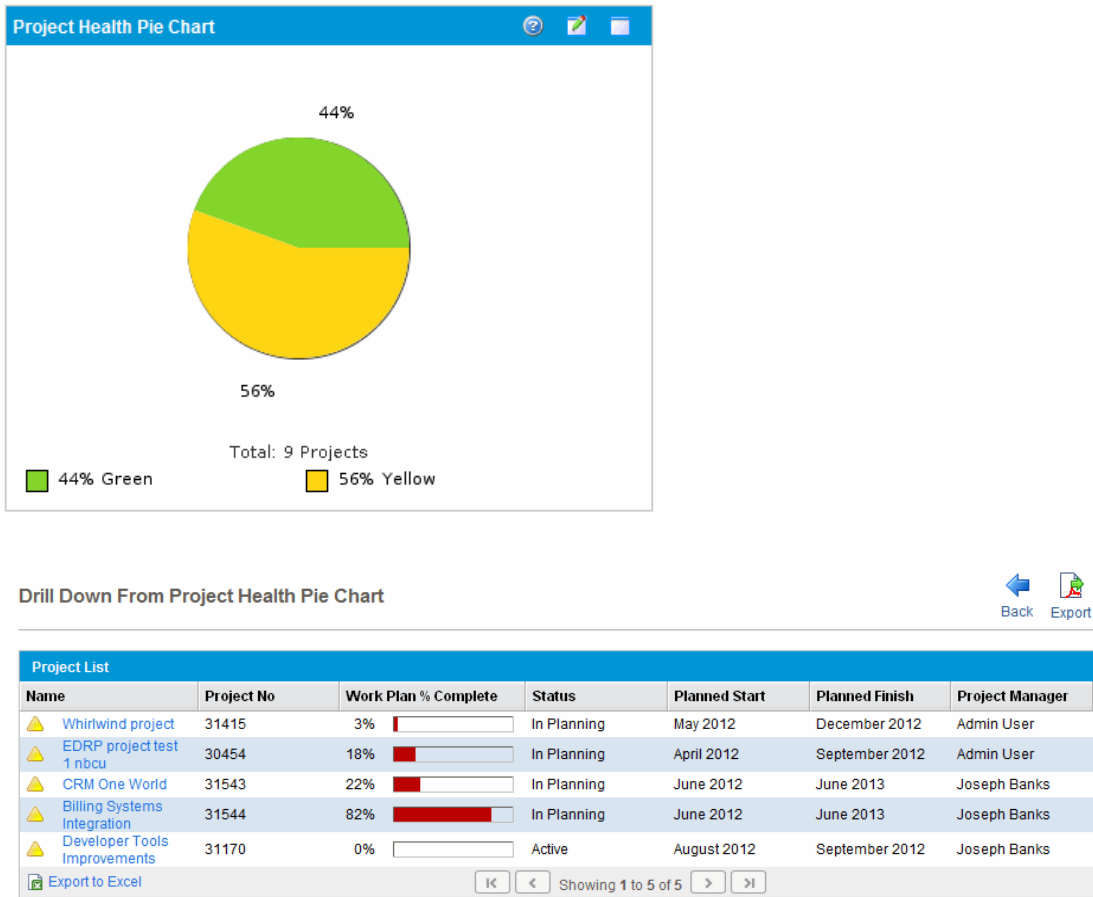 Project Health Pie Chart
44%
56%
Total: 9 Projects
44% Green 56% Yellow
Drill Down From Project Health Pie Chart
Back Export
Project List
Name Project No Work Plan % Complete Status Planned Start Planned Finish Project Manager
Whirlwind project 31415 3% In Planning May 2012 December 2012 Admin User
EDRP project test
1 nbcu 30454 18% In Planning April 2012 September 2012 Admin User
CRM One World 31543 22% In Planning June 2012 June 2013 Joseph Banks
Billing Systems
Integration 31544 82% In Planning June 2012 June 2013 Joseph Banks
Developer Tools
Improvements 31170 0% Active August 2012 September 2012 Joseph Banks
Export to Excel Showing 1 to 5 of 5